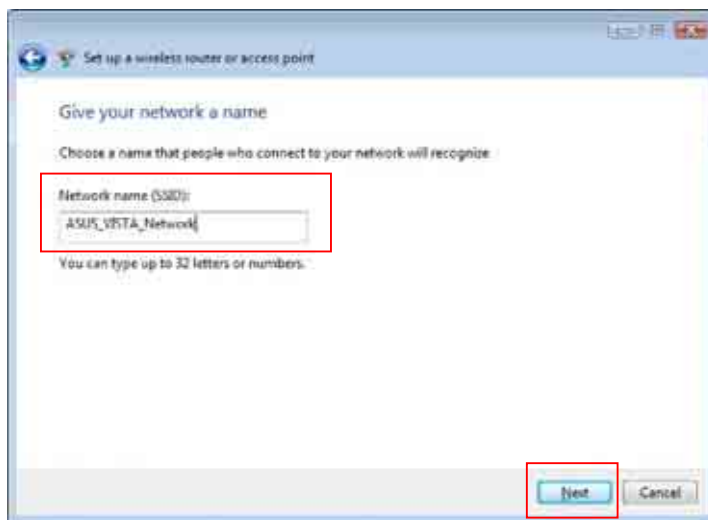 Set up a wireless router or access point
Give your network a name
Choose a name that people who connect to your network will recognize
Network name (SSID):
ASUS_VISTA_Network
You can type up to 32 letters or numbers.
Next
Cancel